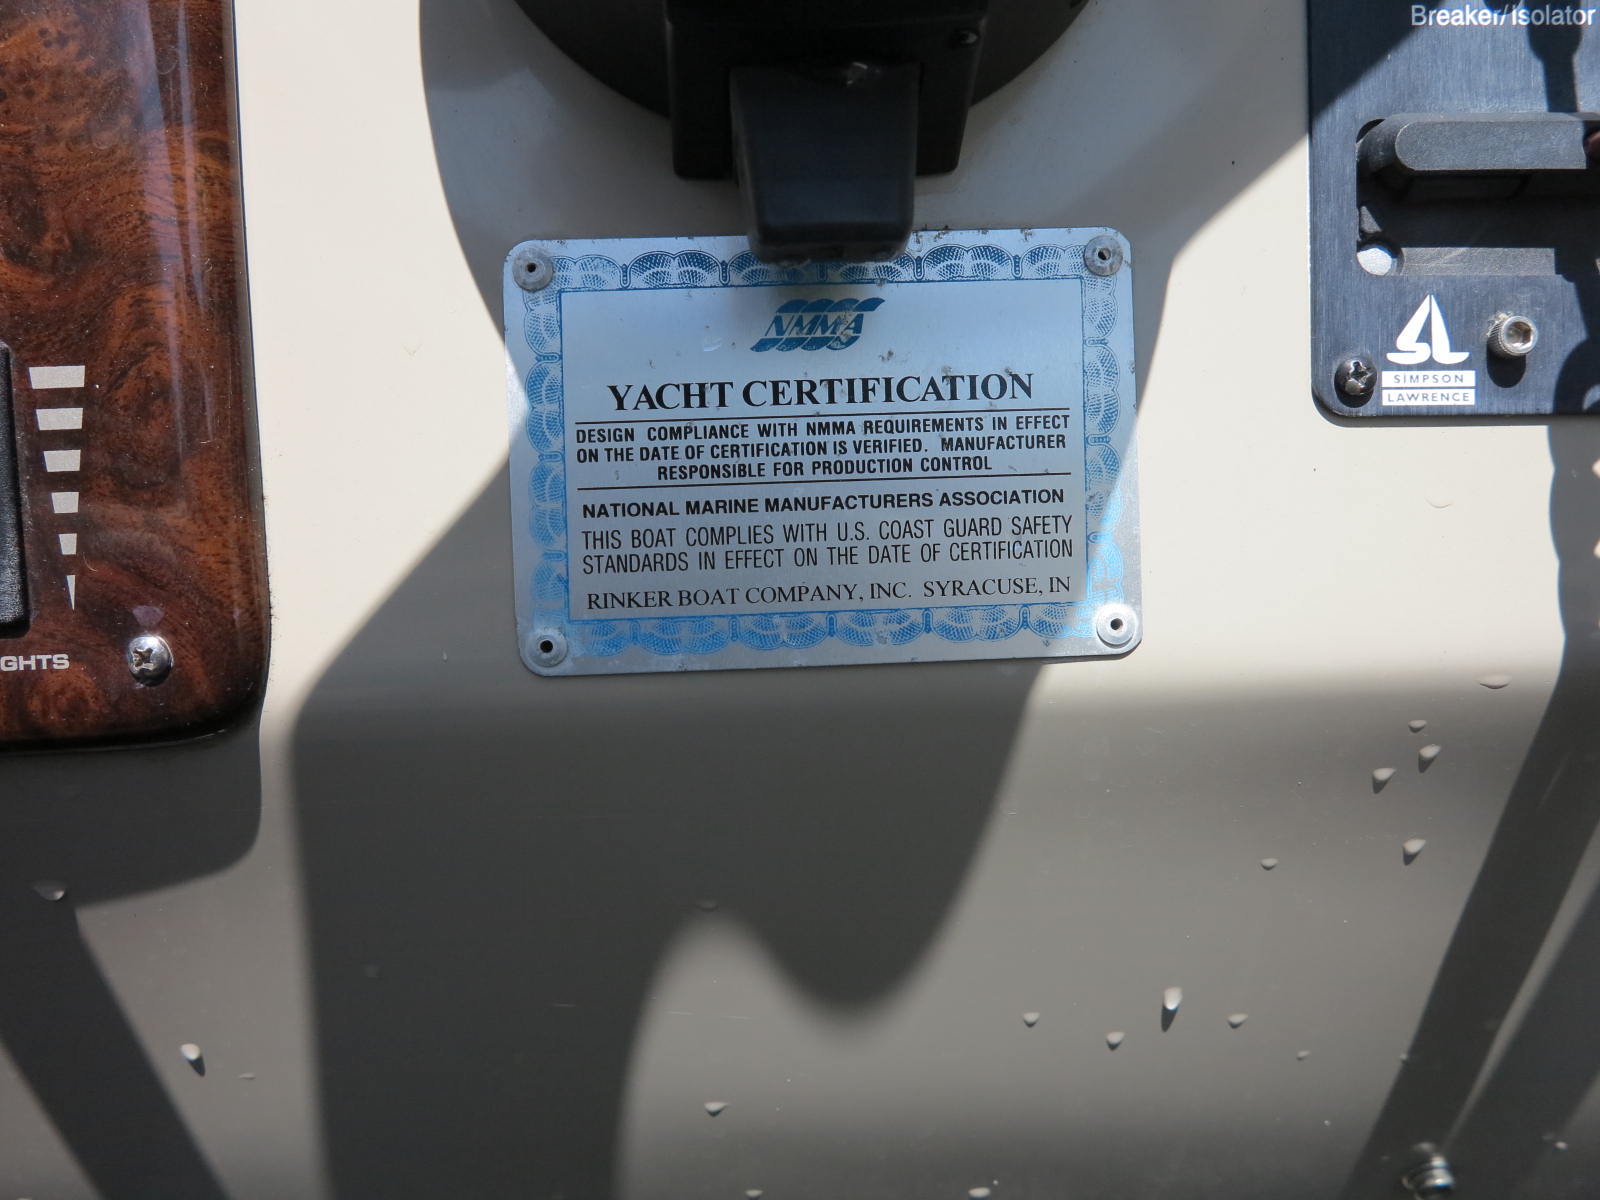 Breaker/Isolator
NMMA
YACHT CERTIFICATION
DESIGN COMPLIANCE WITH NMMA REQUIREMENTS IN EFFECT
ON THE DATE OF CERTIFICATION IS VERIFIED. MANUFACTURER
RESPONSIBLE FOR PRODUCTION CONTROL
NATIONAL MARINE MANUFACTURERS ASSOCIATION
THIS BOAT COMPLIES WITH U.S. COAST GUARD SAFETY
STANDARDS IN EFFECT ON THE DATE OF CERTIFICATION
RINKER BOAT COMPANY, INC. SYRACUSE, IN
SL
SIMPSON
LAWRENCE
GHTS